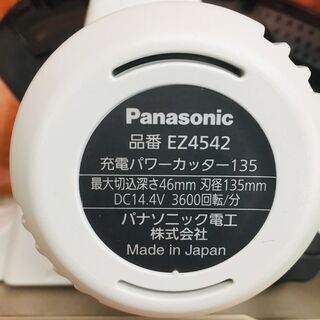 Panasonic
品番 EZ4542
充電パワーカッター135
最大切込深さ46mm 刃径135mm
DC14.4V 3600回転/分
パナソニック電工
株式会社
Made in Japan